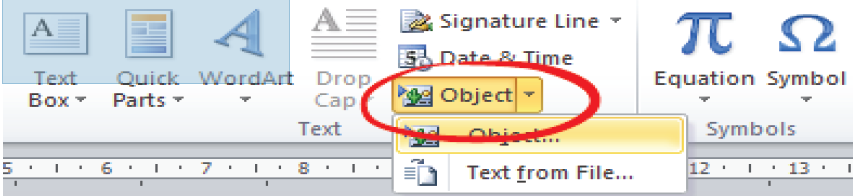 A
A
A
Signature Line
Date & Time
Object
Text Box
Quick Parts
WordArt
Drop Cap
Equation
Symbol
Text
Symbols
Object...
Text from File...
5 6 7 8 12 13